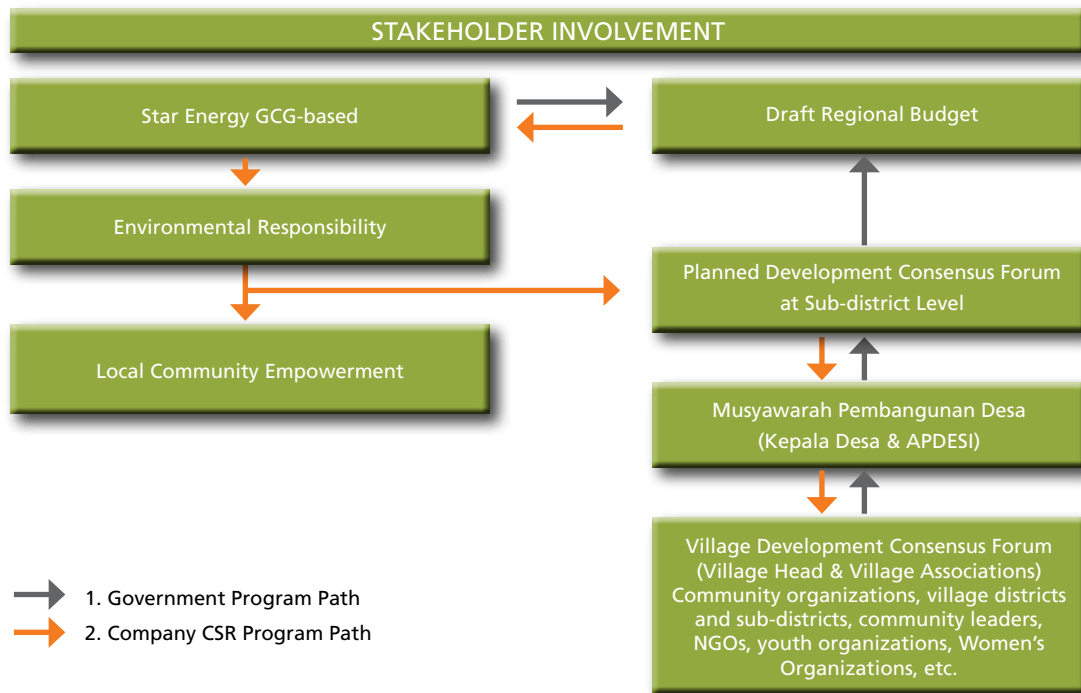 STAKEHOLDER INVOLVEMENT
Star Energy GCG-based
Environmental Responsibility
Local Community Empowerment
Draft Regional Budget
Planned Development Consensus Forum
at Sub-district Level
Musyawarah Pembangunan Desa
(Kepala Desa & APDESI)
Village Development Consensus Forum
(Village Head & Village Associations)
Community organizations, village districts
and sub-districts, community leaders,
NGOs, youth organizations, Women’s
Organizations, etc.
1. Government Program Path
2. Company CSR Program Path